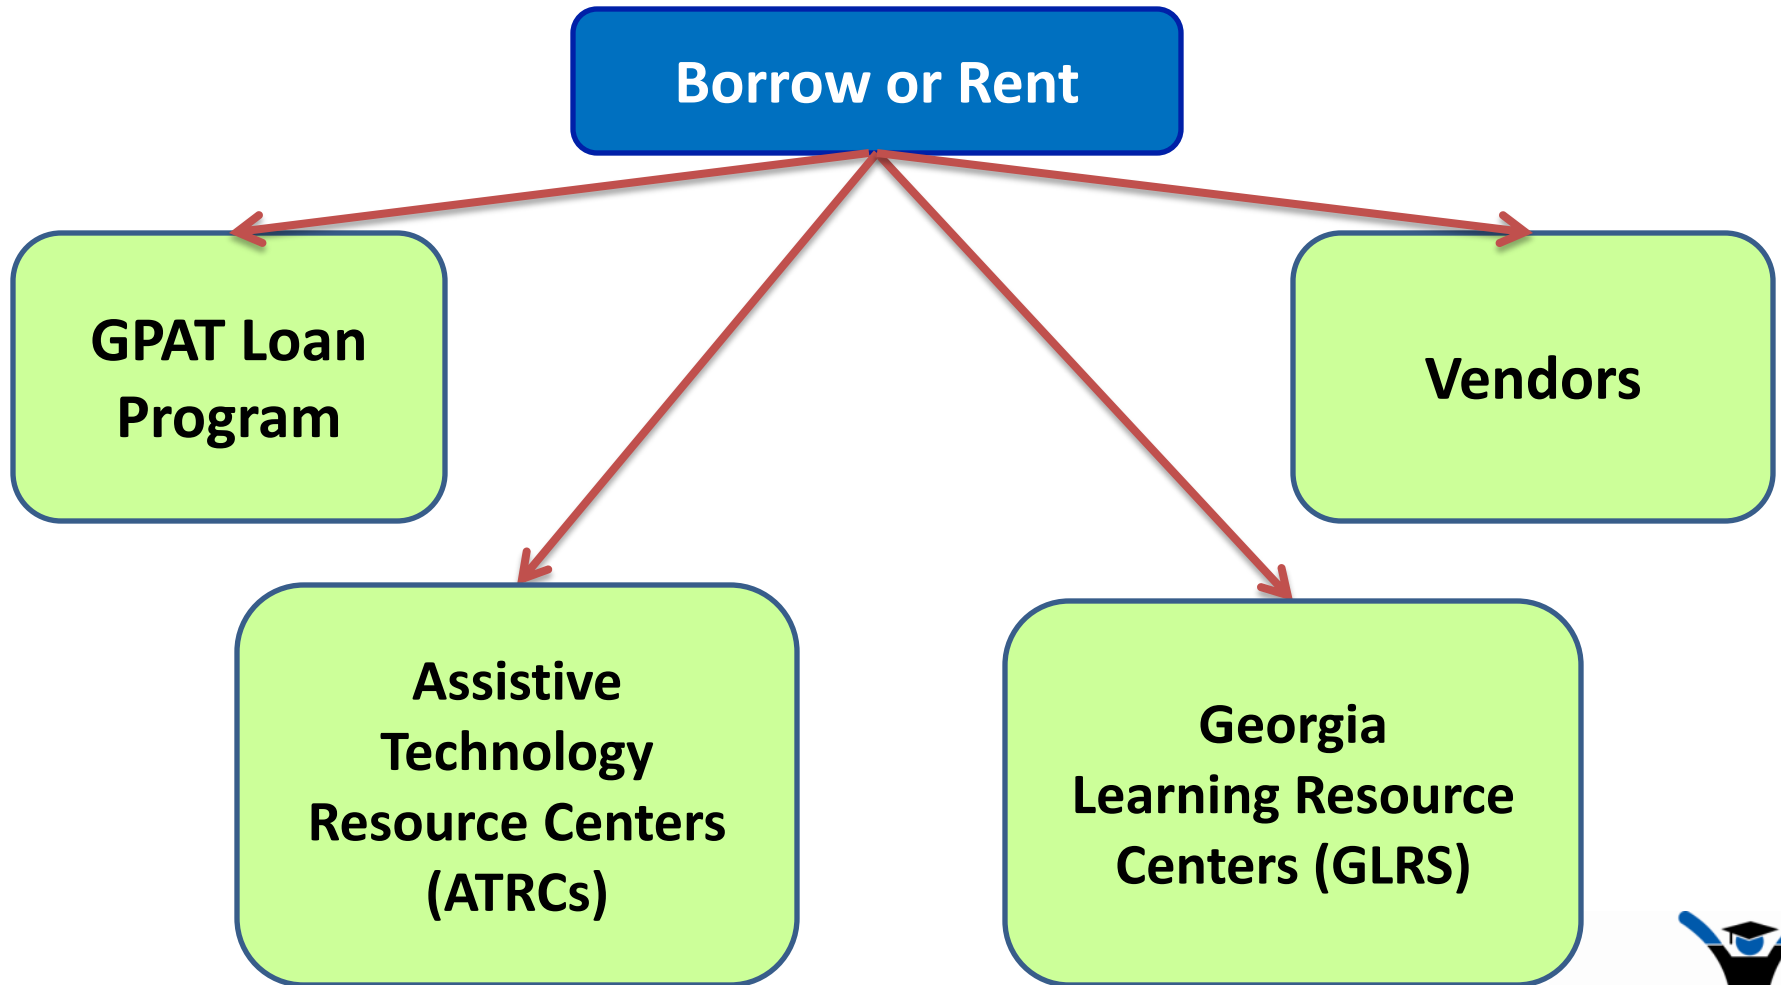 Borrow or Rent
GPAT Loan
Program
Vendors
Assistive
Technology
Resource Centers
(ATRCs)
Georgia
Learning Resource
Centers (GLRS)